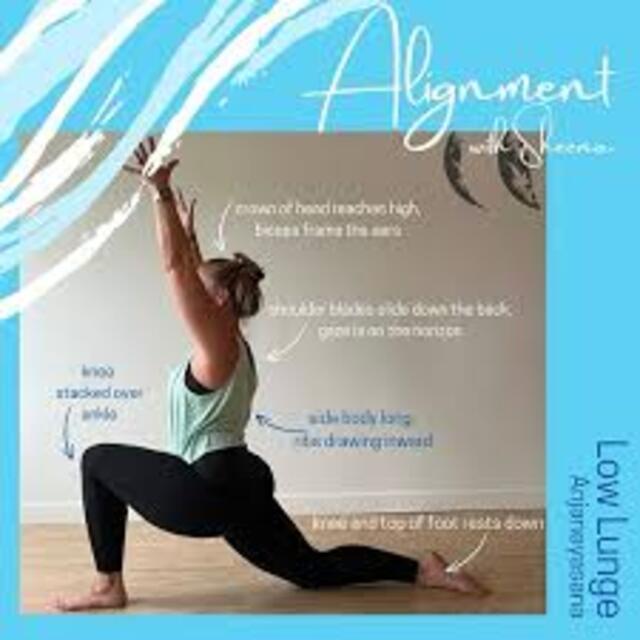 Alignment
with Sheena
crown of head reaches high,
biceps frame the ears
shoulder blades slide down the back,
gaze is on the horizon
knee
stacked over
ankle
side body long
ribs drawing inward
knee and top of foot rests down
Low Lunge
Anjaneyasana